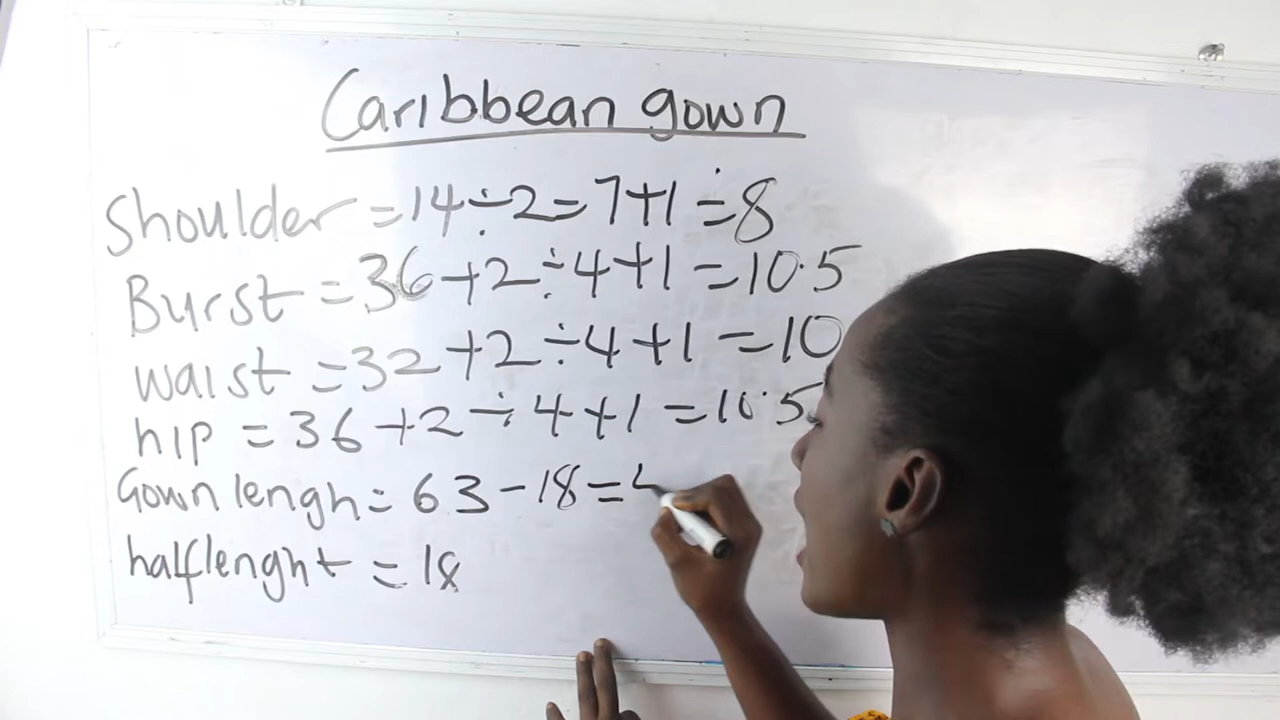 Caribbean gown
Shoulder = 14 ÷ 2 = 7 + 1 = 8
Burst = 36 + 2 ÷ 4 + 1 = 10.5
waist = 32 + 2 ÷ 4 + 1 = 10
hip = 36 + 2 ÷ 4 + 1 = 10.5
Gown lengh = 63 - 18 = 4
halflenght = 18